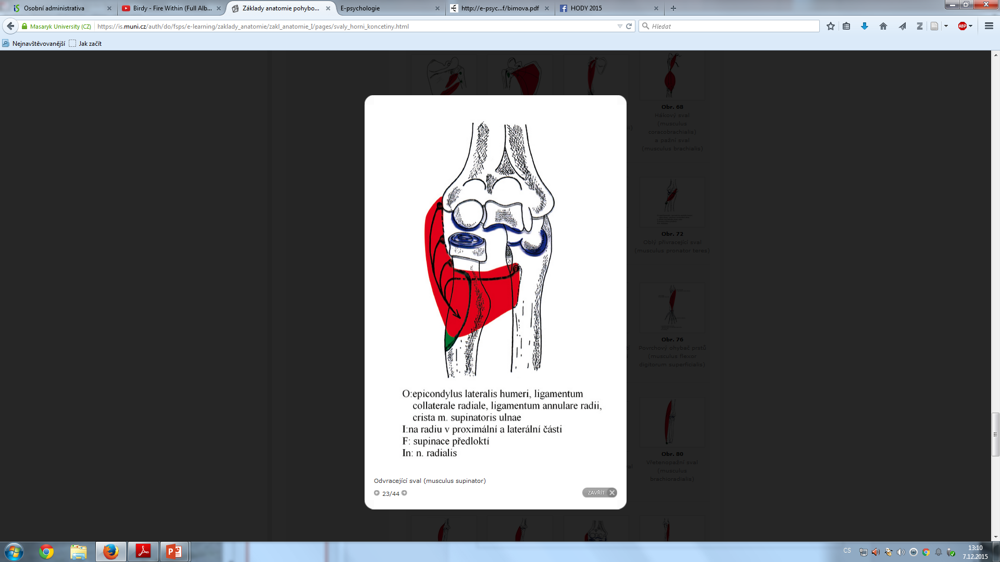 Osobní administrativa
Birdy - Fire Within (Full Alb...
Základy anatomie pohybo...
E-psychologie
http://e-psyc...f/bimova.pdf
HODY 2015
Masaryk University (CZ)
https://is.muni.cz/auth/do/fsps/e-learning/zaklady_anatomie/zakl_anatomie_I/pages/svaly_horni_koncetiny.html
Hledat
ABP
Nejnavštěvovanější
Jak začít
Obr. 68
Hákový sval
(musculus
coracobrachialis)
a pažní sval
(musculus brachialis)
Obr. 72
Oblý přivracející sval
(musculus pronator teres)
Obr. 76
Povrchový ohybač prstů
(musculus flexor
digitorum superficialis)
Obr. 80
Vřetenopažní sval
(musculus
brachioradialis)
O:epicondylus lateralis humeri, ligamentum
collaterale radiale, ligamentum annulare radii,
crista m. supinatoris ulnae
I:na radiu v proximální a laterální části
F: supinace předloktí
In: n. radialis
Odvracející sval (musculus supinator)
23/44
ZAVŘÍT
CS
13:10
7.12.2015